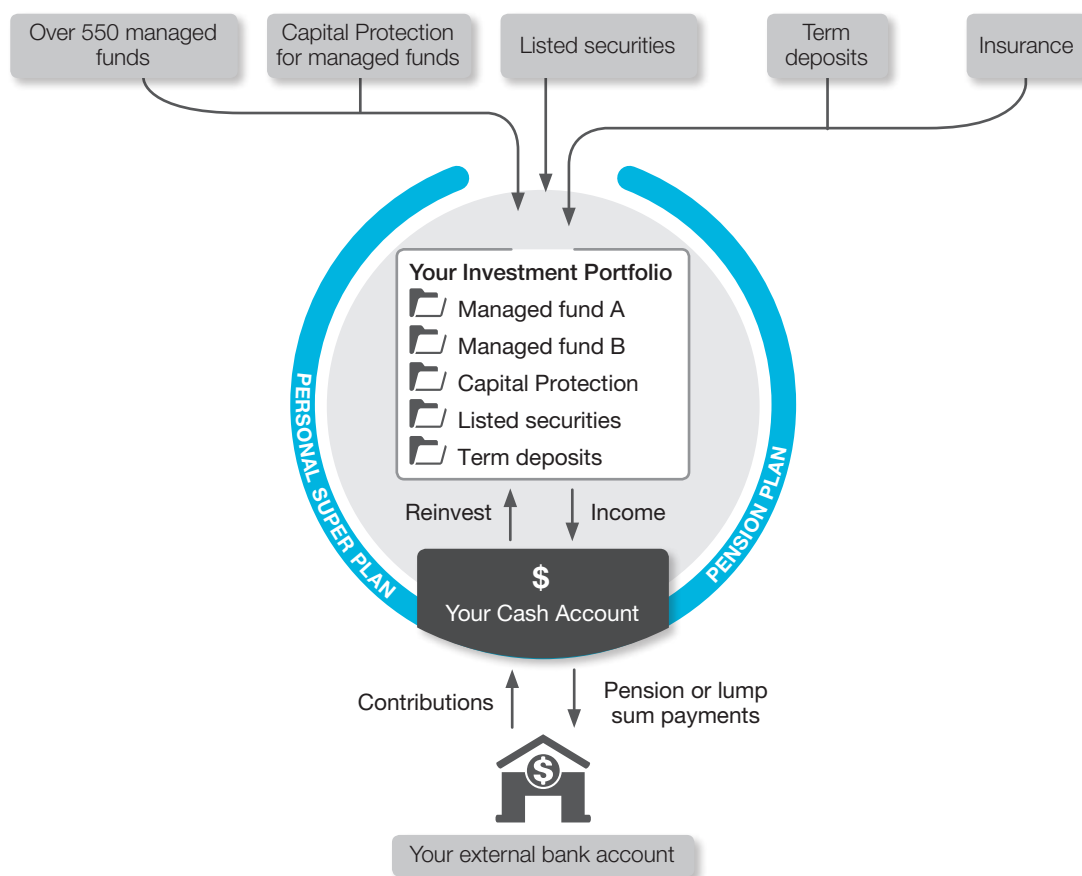 Over 550 managed
funds
Capital Protection
for managed funds
Listed securities
Term
deposits
Insurance
Your Investment Portfolio
Managed fund A
Managed fund B
Capital Protection
Listed securities
Term deposits
Reinvest
Income
PERSONAL SUPER PLAN
PENSION PLAN
$
Your Cash Account
Contributions
Pension or lump
sum payments
$
Your external bank account